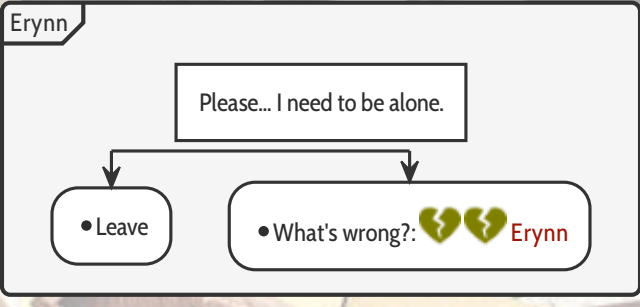 Erynn
Please... I need to be alone.
•Leave
•What's wrong?: 💔💔 Erynn